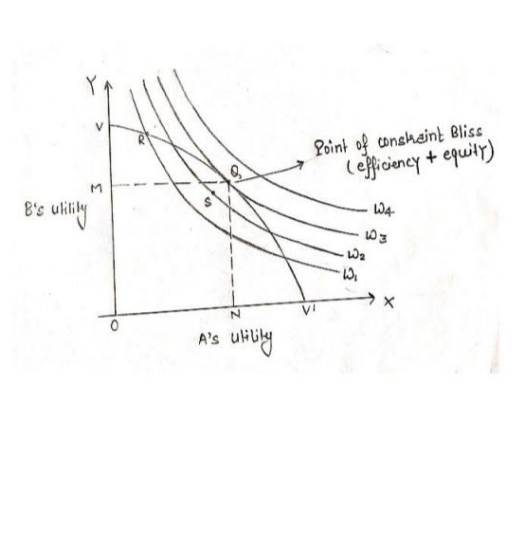 Y
V
R
Point of constraint Bliss
(efficiency + equity)
Q
M
S
B's utility
W4
W3
W2
W1
X
O
N
V'
A's utility